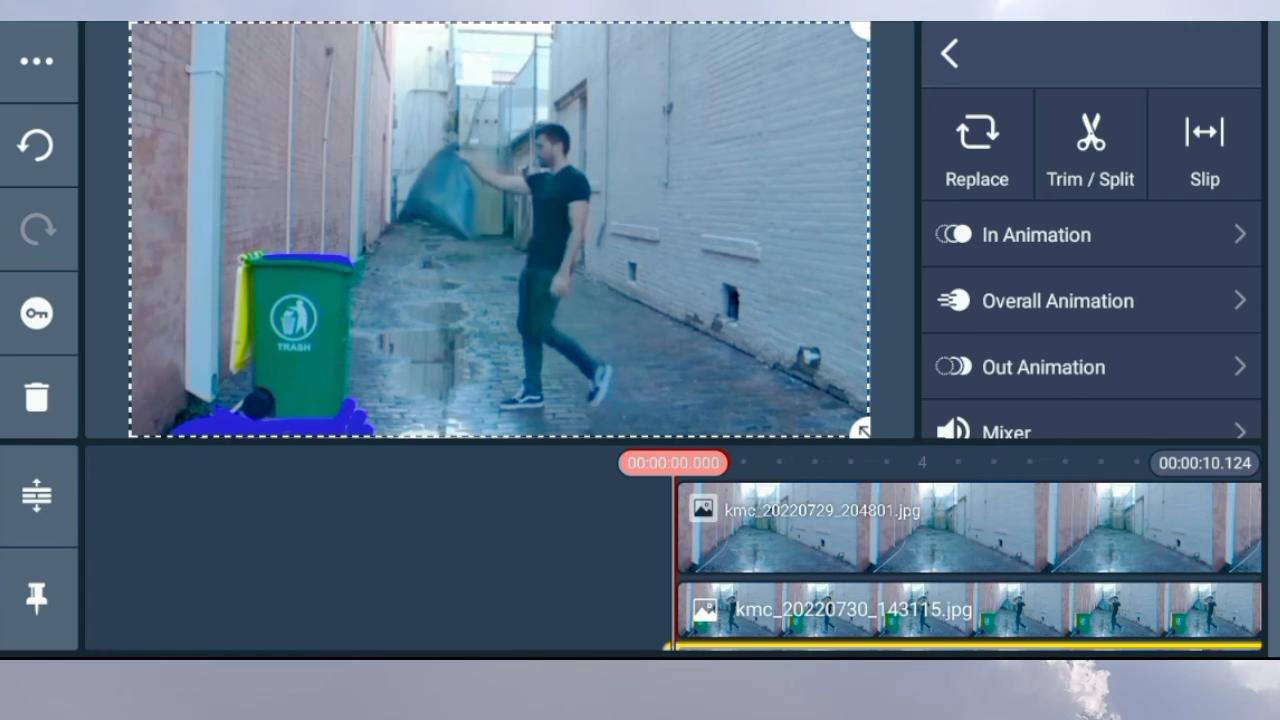 Replace
Trim / Split
Slip
In Animation
Overall Animation
Out Animation
Mixer
TRASH
00:00:00.000
4
00:00:10.124
kmc_20220729_204801.jpg
kmc_20220730_143115.jpg